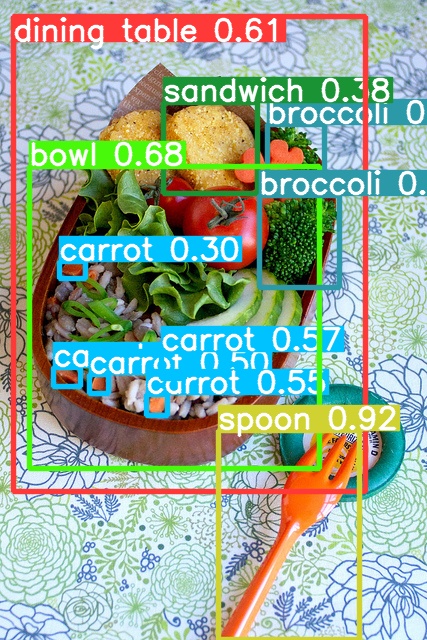 dining table 0.61
sandwich 0.38
broccoli 0
bowl 0.68
broccoli 0.
carrot 0.30
carrot 0.57
ca
carrot 0.50
carrot 0.55
spoon 0.92